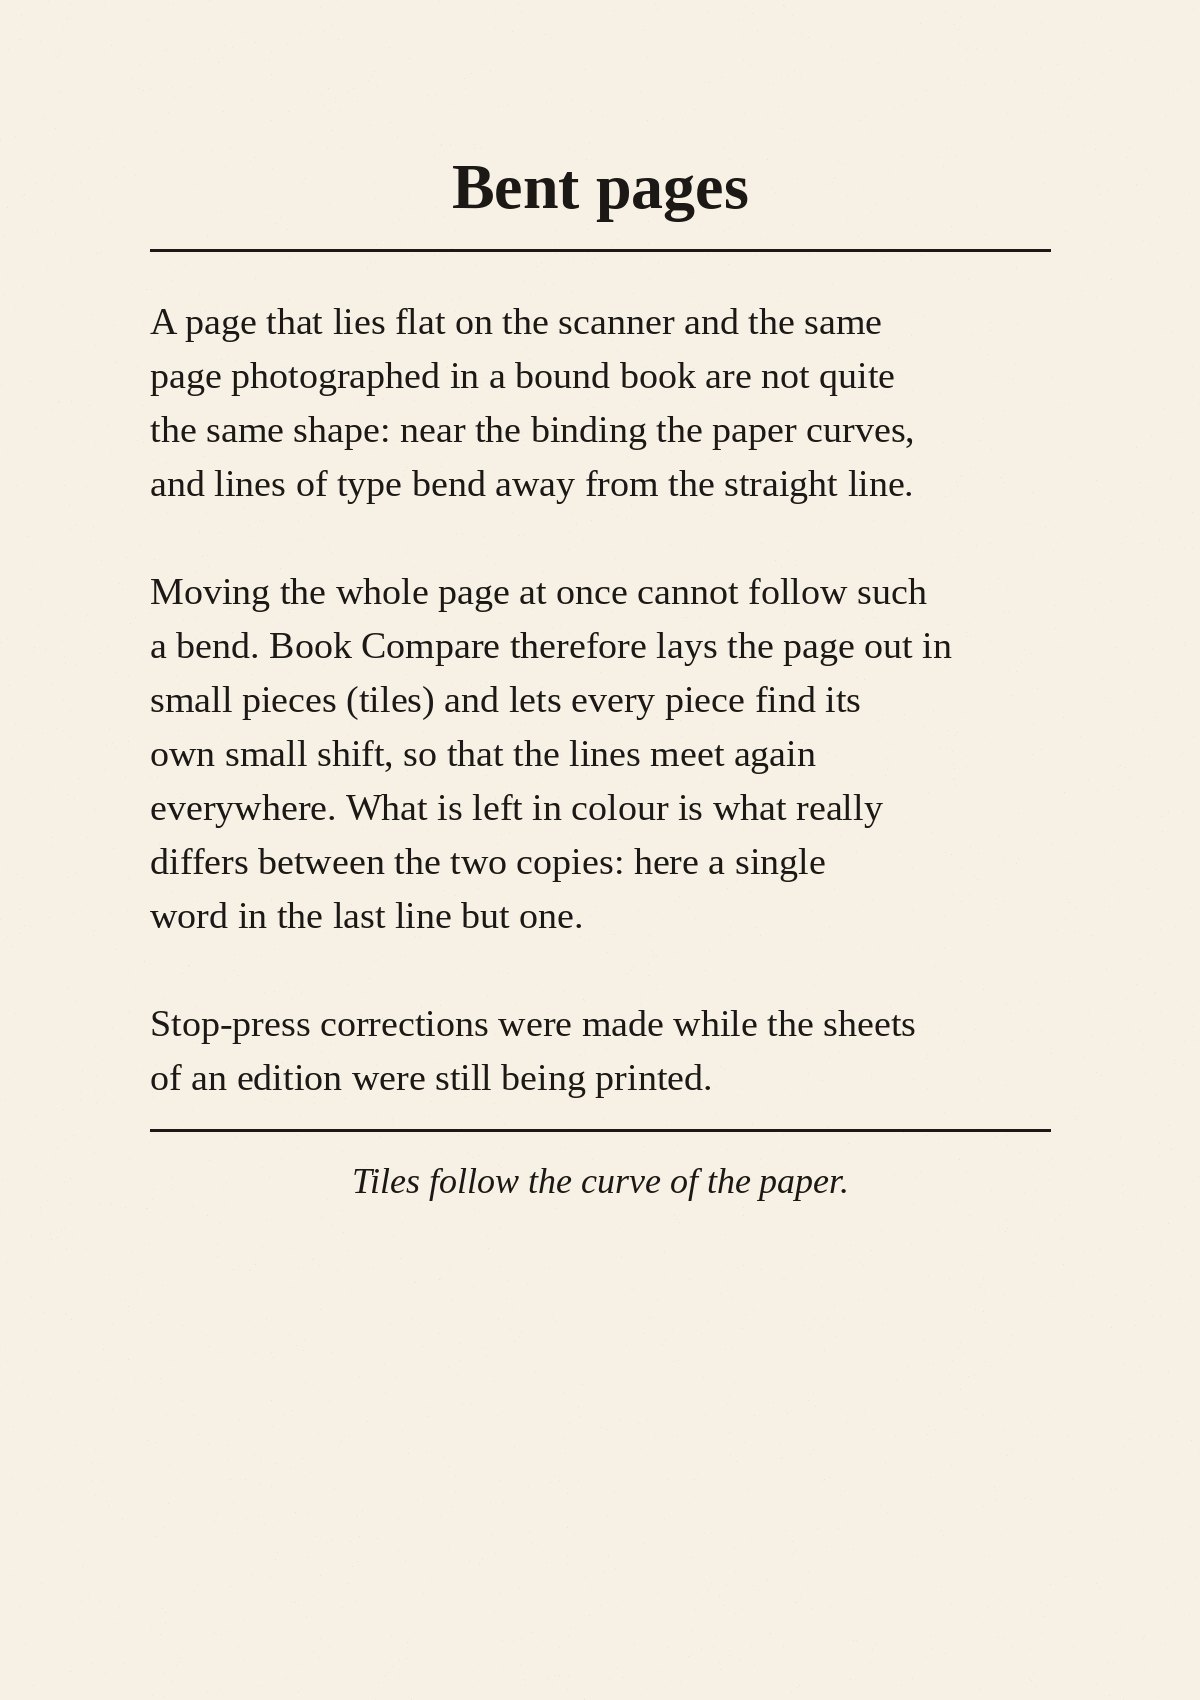 Bent pages
A page that lies flat on the scanner and the same
page photographed in a bound book are not quite
the same shape: near the binding the paper curves,
and lines of type bend away from the straight line.
Moving the whole page at once cannot follow such
a bend. Book Compare therefore lays the page out in
small pieces (tiles) and lets every piece find its
own small shift, so that the lines meet again
everywhere. What is left in colour is what really
differs between the two copies: here a single
word in the last line but one.
Stop-press corrections were made while the sheets
of an edition were still being printed.
Tiles follow the curve of the paper.